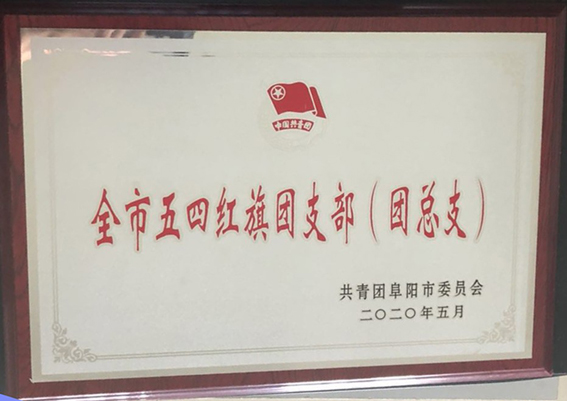 中国共青团
全市五四红旗团支部（团总支）
共青团阜阳市委员会
二〇二〇年五月